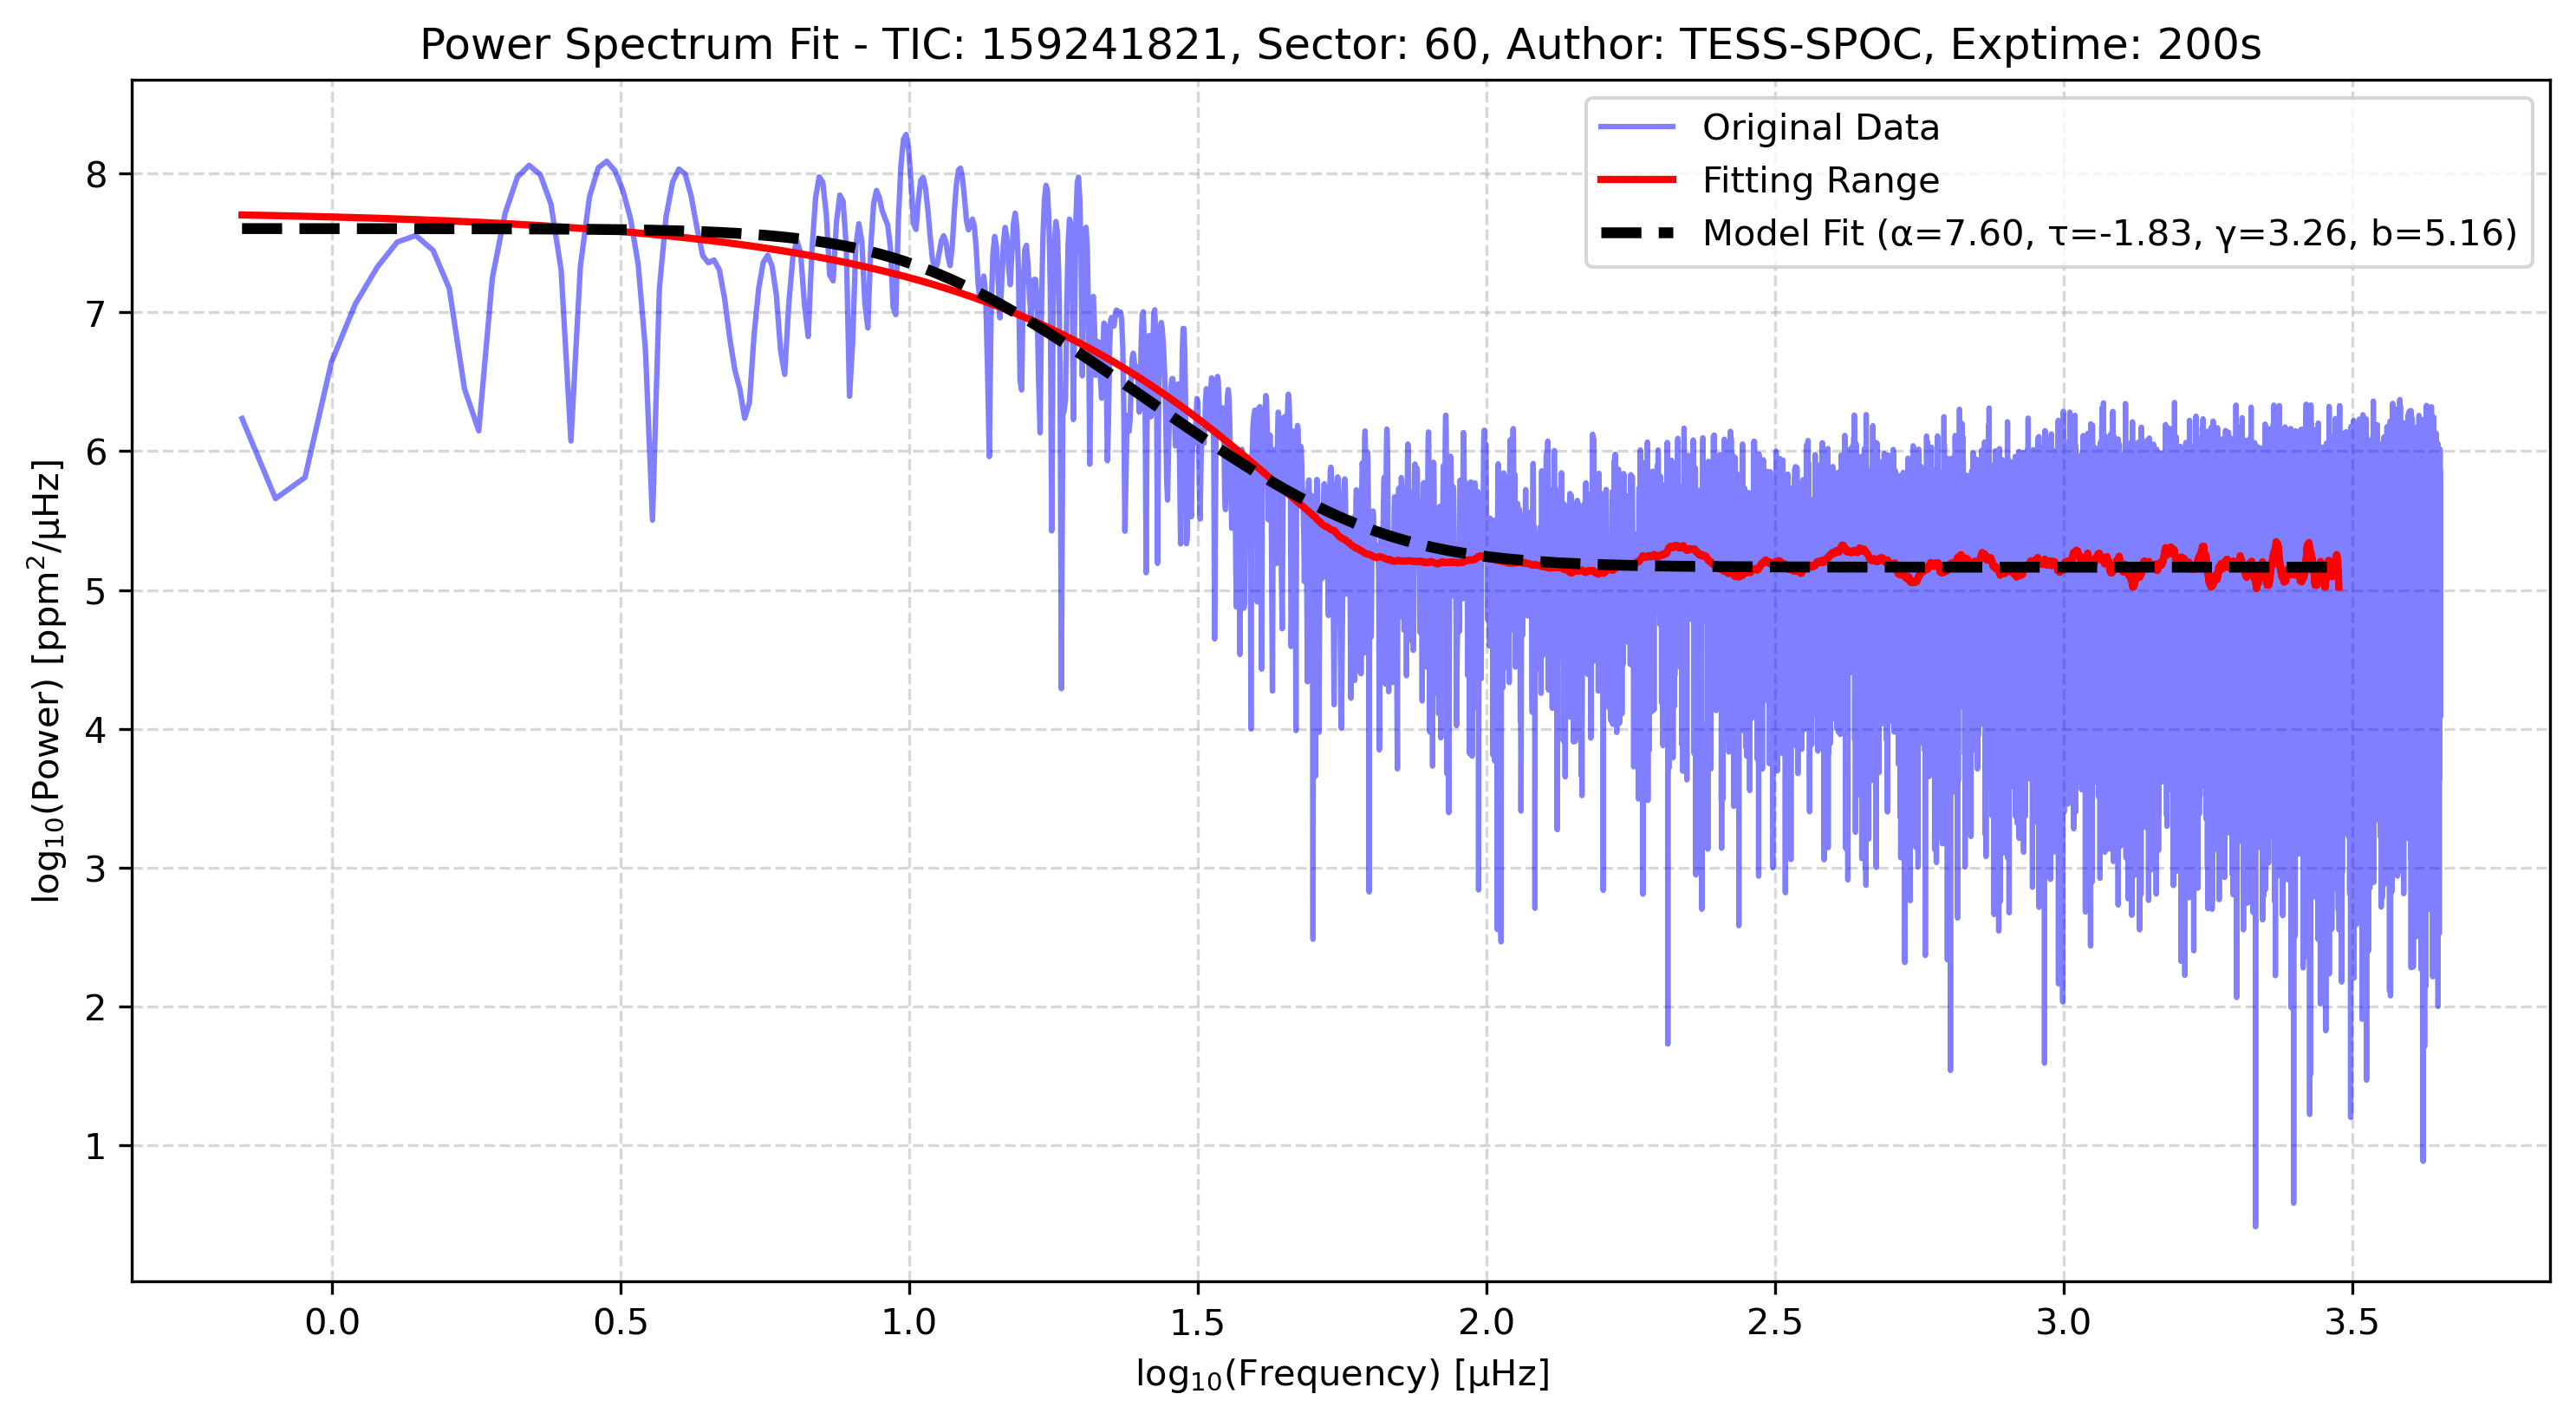 Power Spectrum Fit - TIC: 159241821, Sector: 60, Author: TESS-SPOC, Exptime: 200s
Original Data
Fitting Range
Model Fit (α=7.60, τ=-1.83, γ=3.26, b=5.16)
log₁₀(Power) [ppm²/μHz]
8
7
6
5
4
3
2
1
0.0 0.5 1.0 1.5 2.0 2.5 3.0 3.5
log₁₀(Frequency) [μHz]